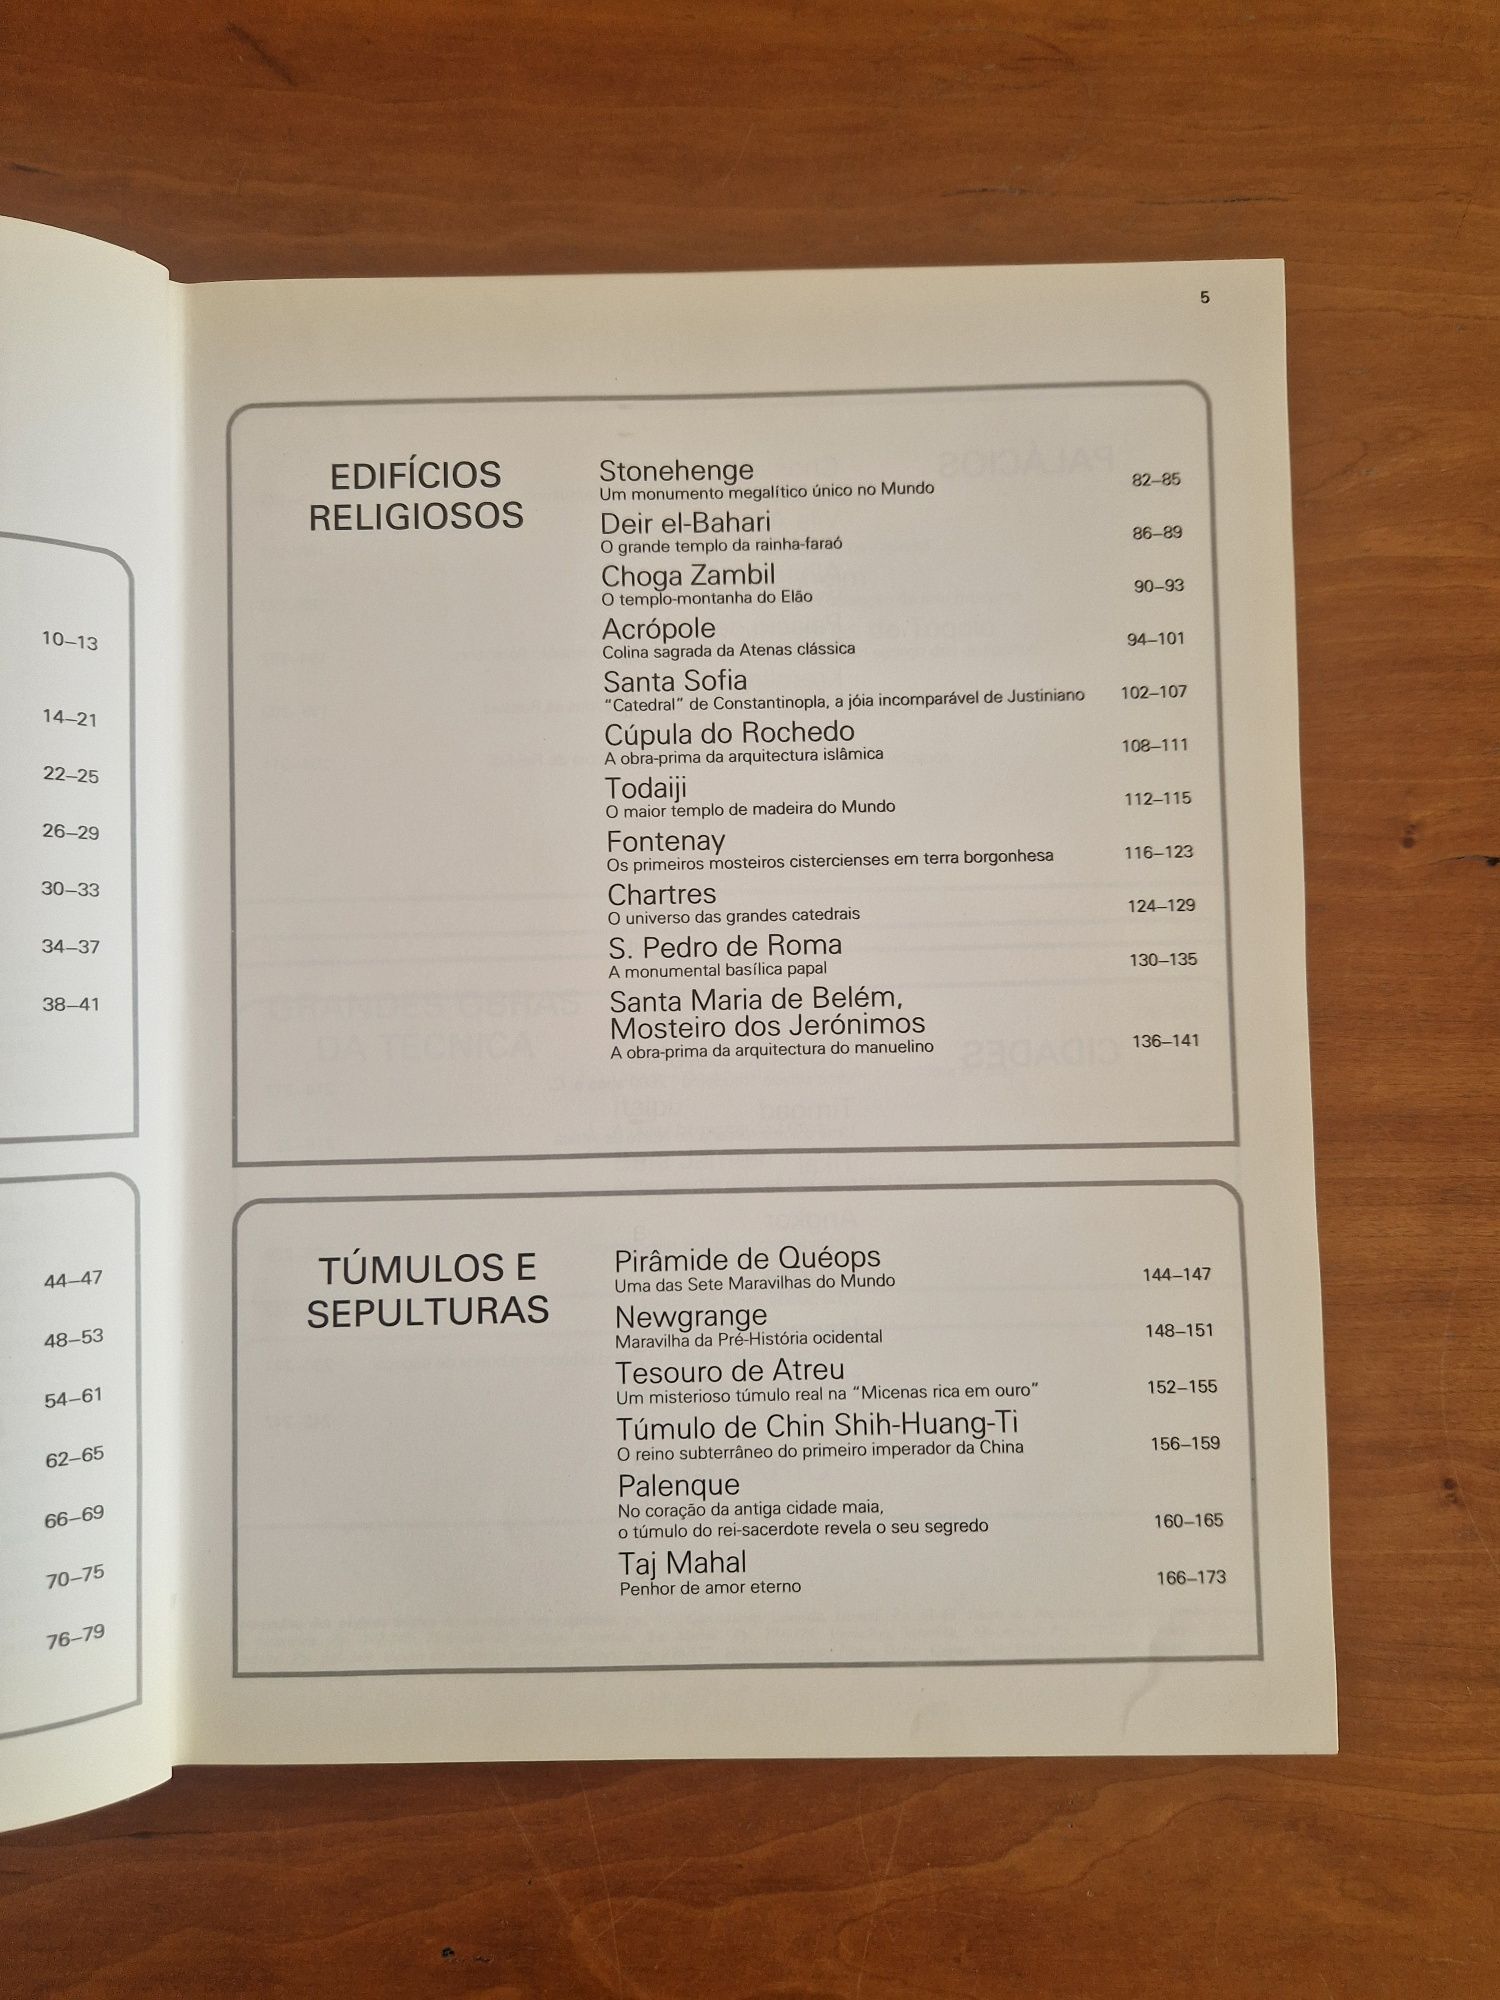 10–13
14–21
22–25
26–29
30–33
34–37
38–41
44–47
48–53
54–61
62–65
66–69
70–75
76–79
5
EDIFÍCIOS
RELIGIOSOS
Stonehenge
Um monumento megalítico único no Mundo 82–85
Deir el-Bahari
O grande templo da rainha-faraó 86–89
Choga Zambil
O templo-montanha do Elão 90–93
Acrópole
Colina sagrada da Atenas clássica 94–101
Santa Sofia
“Catedral” de Constantinopla, a jóia incomparável de Justiniano 102–107
Cúpula do Rochedo
A obra-prima da arquitectura islâmica 108–111
Todaiji
O maior templo de madeira do Mundo 112–115
Fontenay
Os primeiros mosteiros cistercienses em terra borgonhesa 116–123
Chartres
O universo das grandes catedrais 124–129
S. Pedro de Roma
A monumental basílica papal 130–135
Santa Maria de Belém,
Mosteiro dos Jerónimos
A obra-prima da arquitectura do manuelino 136–141
TÚMULOS E
SEPULTURAS
Pirâmide de Quéops
Uma das Sete Maravilhas do Mundo 144–147
Newgrange
Maravilha da Pré-História ocidental 148–151
Tesouro de Atreu
Um misterioso túmulo real na “Micenas rica em ouro” 152–155
Túmulo de Chin Shih-Huang-Ti
O reino subterrâneo do primeiro imperador da China 156–159
Palenque
No coração da antiga cidade maia,
o túmulo do rei-sacerdote revela o seu segredo 160–165
Taj Mahal
Penhor de amor eterno 166–173